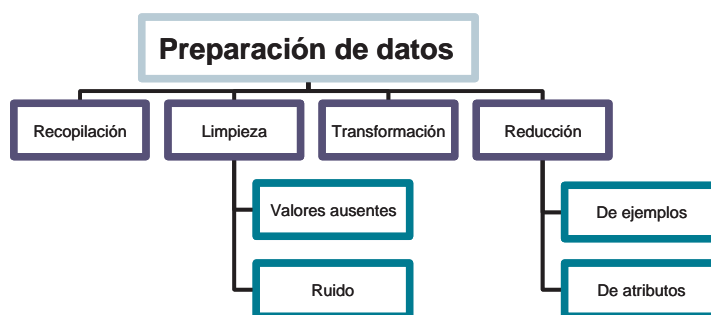 Preparación de datos
Recopilación
Limpieza
Transformación
Reducción
Valores ausentes
De ejemplos
Ruido
De atributos